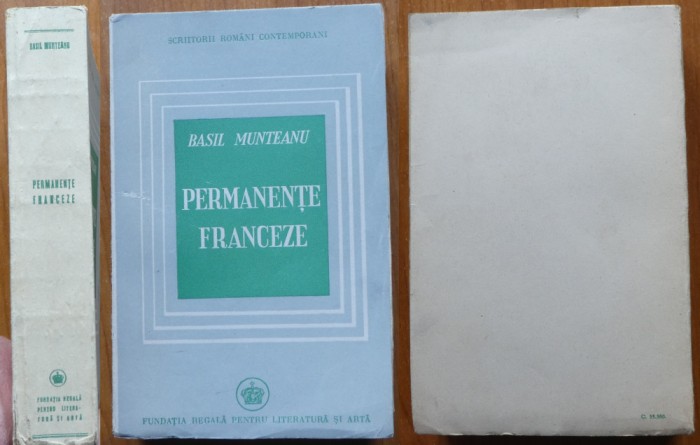 BASIL MUNTEANU
PERMANENȚE
FRANCEZE
FUNDAȚIA REGALĂ
PENTRU LITERA-
TURĂ ȘI ARTĂ
SCRIITORII ROMÂNI CONTEMPORANI
BASIL MUNTEANU
PERMANENȚE
FRANCEZE
FUNDAȚIA REGALĂ PENTRU LITERATURĂ ȘI ARTĂ